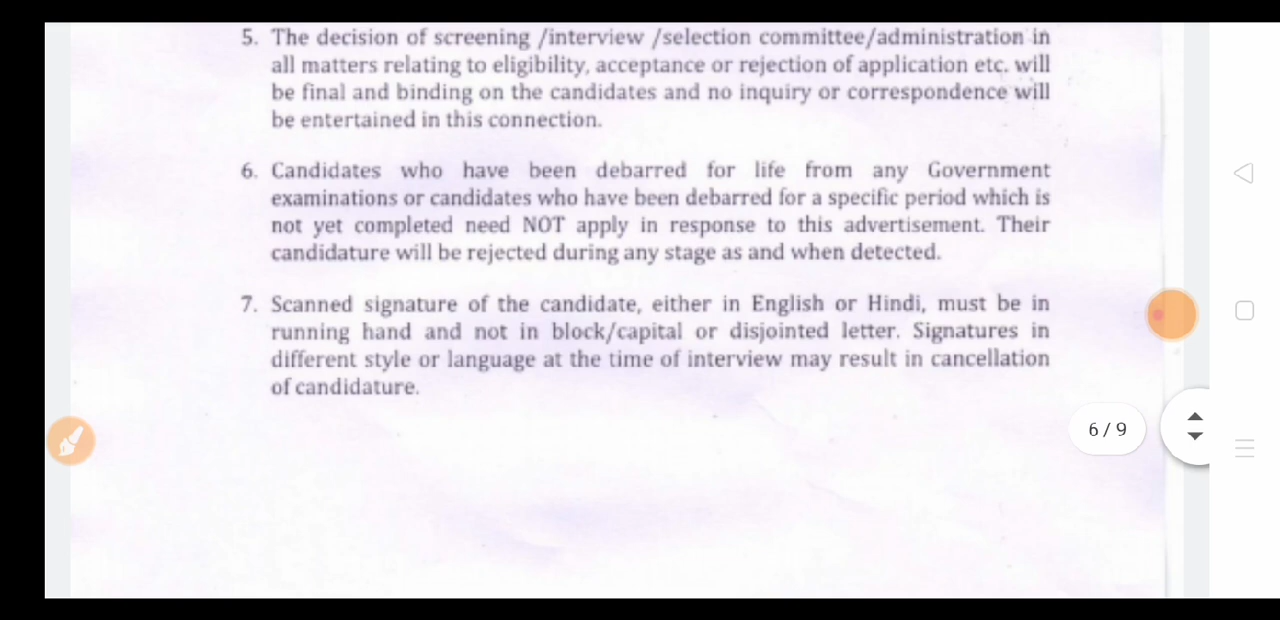 5. The decision of screening /interview /selection committee/administration in
all matters relating to eligibility, acceptance or rejection of application etc. will
be final and binding on the candidates and no inquiry or correspondence will
be entertained in this connection.
6. Candidates who have been debarred for life from any Government
examinations or candidates who have been debarred for a specific period which is
not yet completed need NOT apply in response to this advertisement. Their
candidature will be rejected during any stage as and when detected.
7. Scanned signature of the candidate, either in English or Hindi, must be in
running hand and not in block/capital or disjointed letter. Signatures in
different style or language at the time of interview may result in cancellation
of candidature.
6 / 9